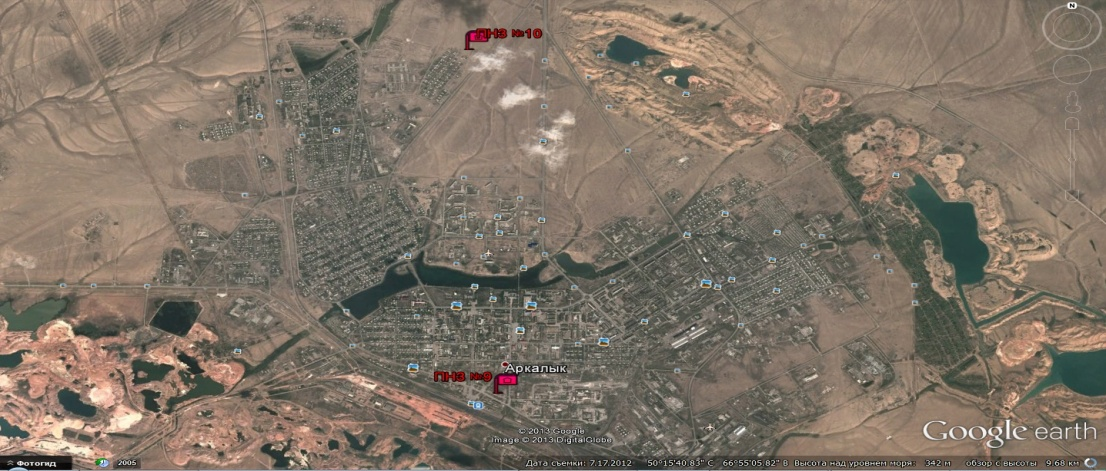 N
ПНЗ №10
Аркалык
ПНЗ №9
© 2013 Google
Image © 2013 DigitalGlobe
Google earth
Фотогид
2005
Дата съемки: 7.17.2012 50°15'40.83" С 66°55'05.82" В Высота над уровнем моря: 342 м обзор с высоты 9.68 км